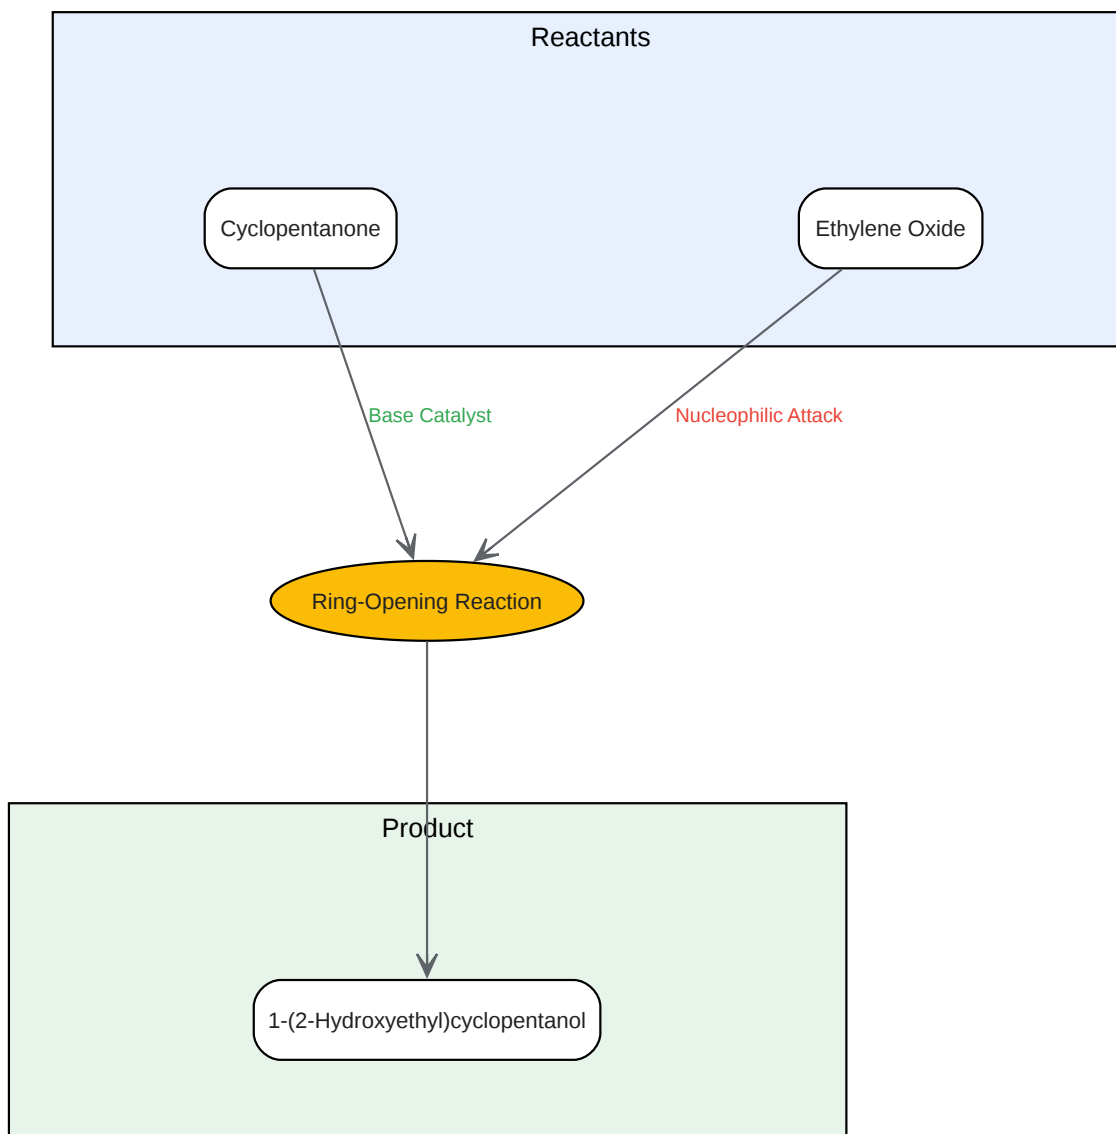 Reactants
Cyclopentanone
Ethylene Oxide
Base Catalyst
Nucleophilic Attack
Ring-Opening Reaction
Product
1-(2-Hydroxyethyl)cyclopentanol